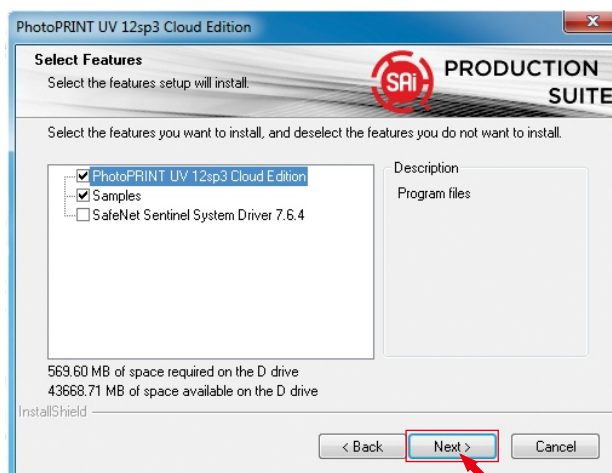 PhotoPRINT UV 12sp3 Cloud Edition
Select Features
Select the features setup will install.
SAi
PRODUCTION
SUITE
Select the features you want to install, and deselect the features you do not want to install.
PhotoPRINT UV 12sp3 Cloud Edition
Samples
SafeNet Sentinel System Driver 7.6.4
Description
Program files
569.60 MB of space required on the D drive
43668.71 MB of space available on the D drive
InstallShield
< Back
Next >
Cancel